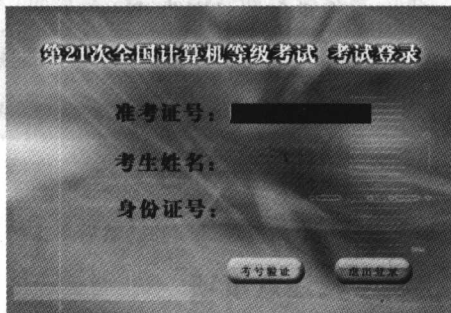 第21次全国计算机等级考试 考试登录
准考证号：
考生姓名：
身份证号：
考号验证 退出登录